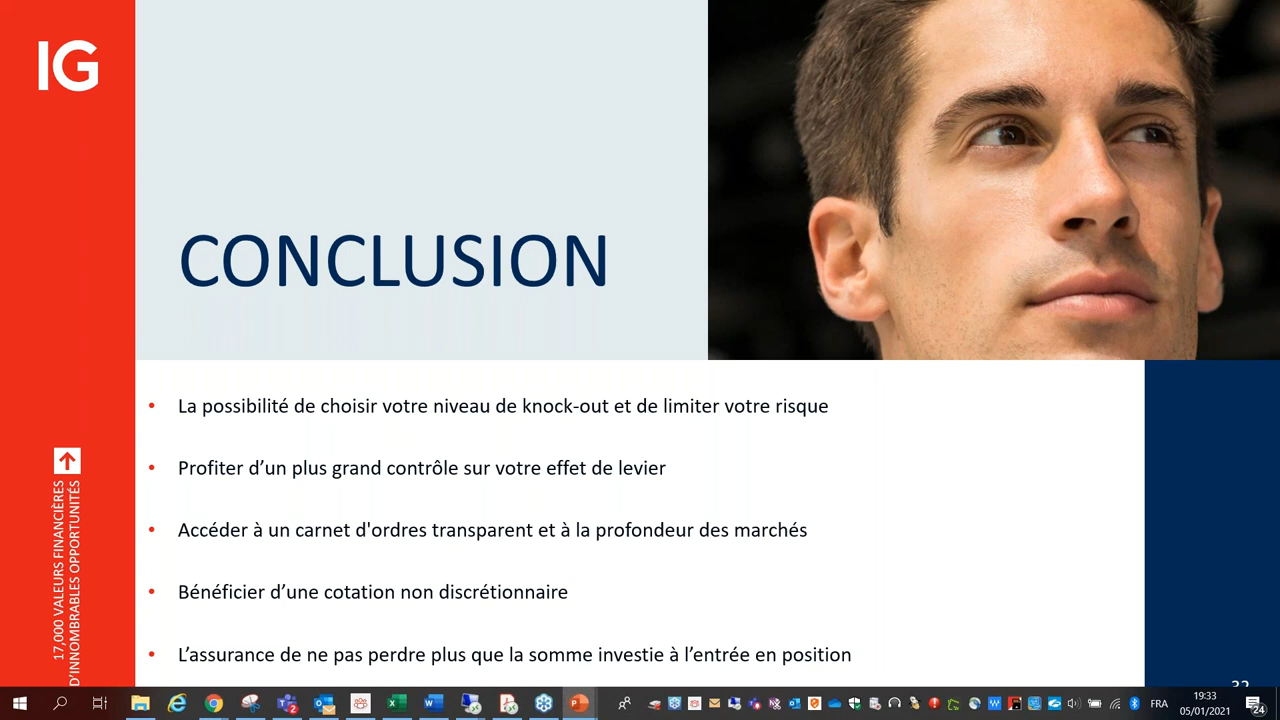 IG
CONCLUSION
• La possibilité de choisir votre niveau de knock-out et de limiter votre risque
• Profiter d’un plus grand contrôle sur votre effet de levier
• Accéder à un carnet d'ordres transparent et à la profondeur des marchés
• Bénéficier d’une cotation non discrétionnaire
• L’assurance de ne pas perdre plus que la somme investie à l’entrée en position
17,000 VALEURS FINANCIÈRES
D’INNOMBRABLES OPPORTUNITÉS
32
FRA
19:33
05/01/2021
24